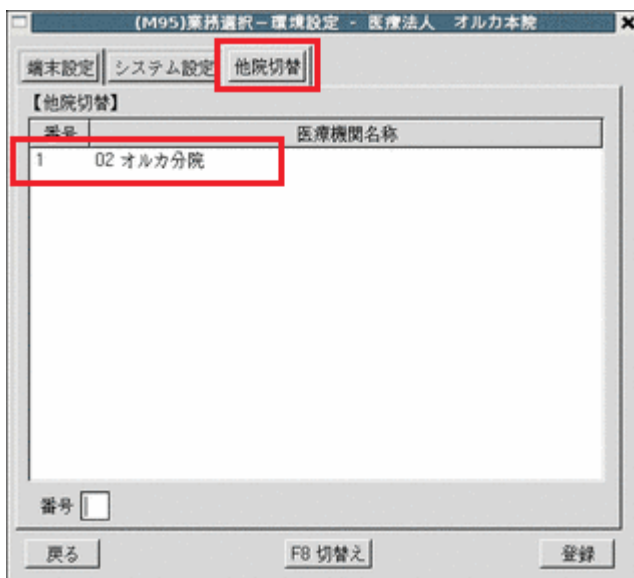 (M95)業務選択－環境設定 - 医療法人 オルカ本院
端末設定 システム設定 他院切替
【他院切替】
番号 医療機関名称
1 02 オルカ分院
番号
戻る F8 切替え 登録